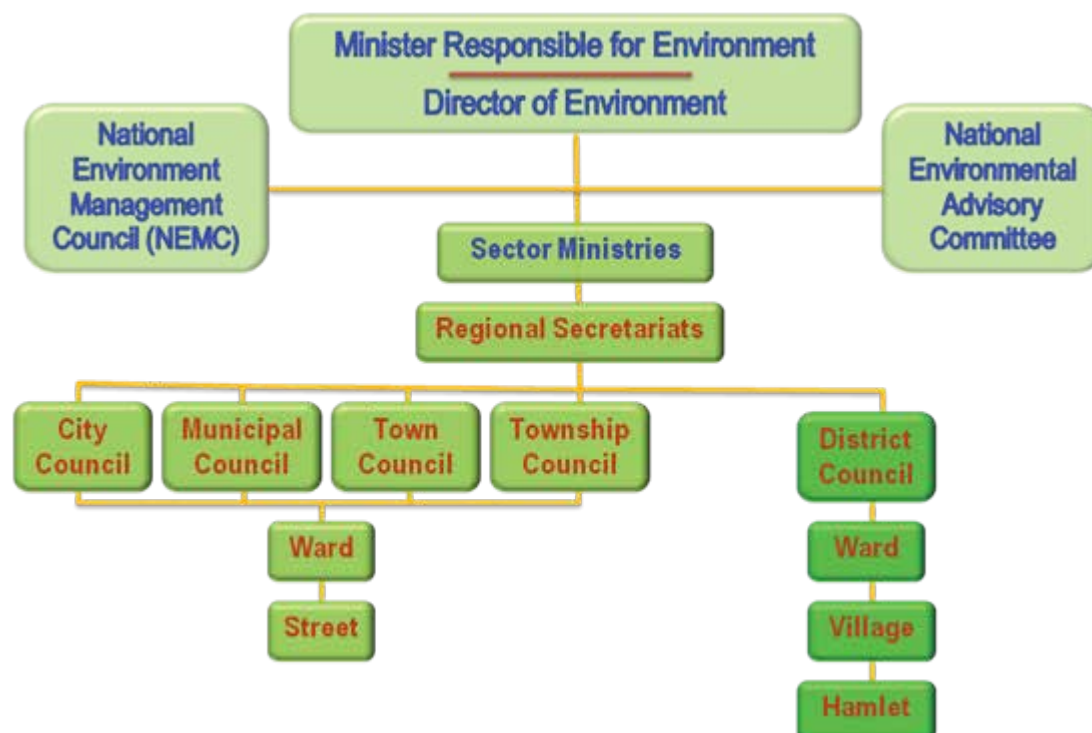 Minister Responsible for Environment
Director of Environment
National
Environment
Management
Council (NEMC)
National
Environmental
Advisory
Committee
Sector Ministries
Regional Secretariats
City
Council
Municipal
Council
Town
Council
Township
Council
District
Council
Ward
Street
Ward
Village
Hamlet